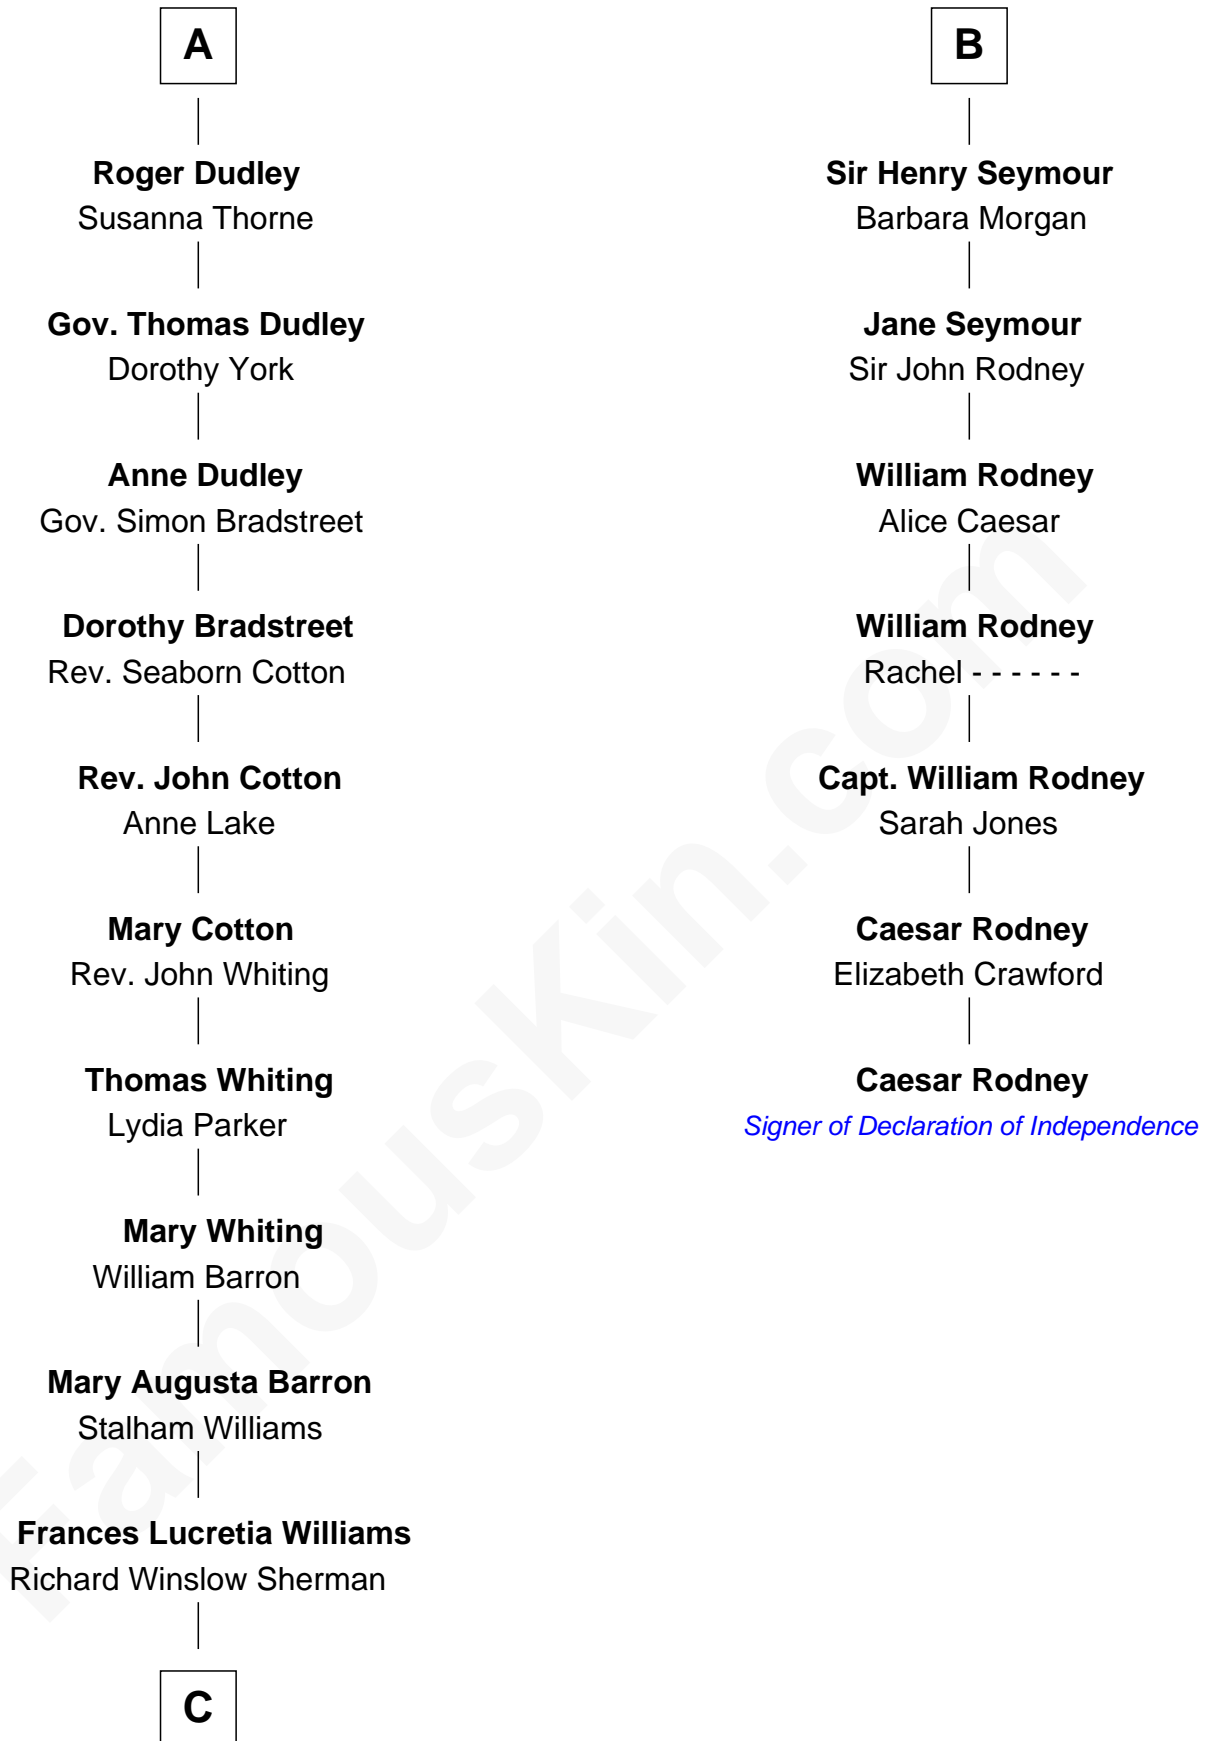 A
Roger Dudley
Susanna Thorne
Gov. Thomas Dudley
Dorothy York
Anne Dudley
Gov. Simon Bradstreet
Dorothy Bradstreet
Rev. Seaborn Cotton
Rev. John Cotton
Anne Lake
Mary Cotton
Rev. John Whiting
Thomas Whiting
Lydia Parker
Mary Whiting
William Barron
Mary Augusta Barron
Stalham Williams
Frances Lucretia Williams
Richard Winslow Sherman
C
B
Sir Henry Seymour
Barbara Morgan
Jane Seymour
Sir John Rodney
William Rodney
Alice Caesar
William Rodney
Rachel - - - - - -
Capt. William Rodney
Sarah Jones
Caesar Rodney
Elizabeth Crawford
Caesar Rodney
Signer of Declaration of Independence
FamousKin.com